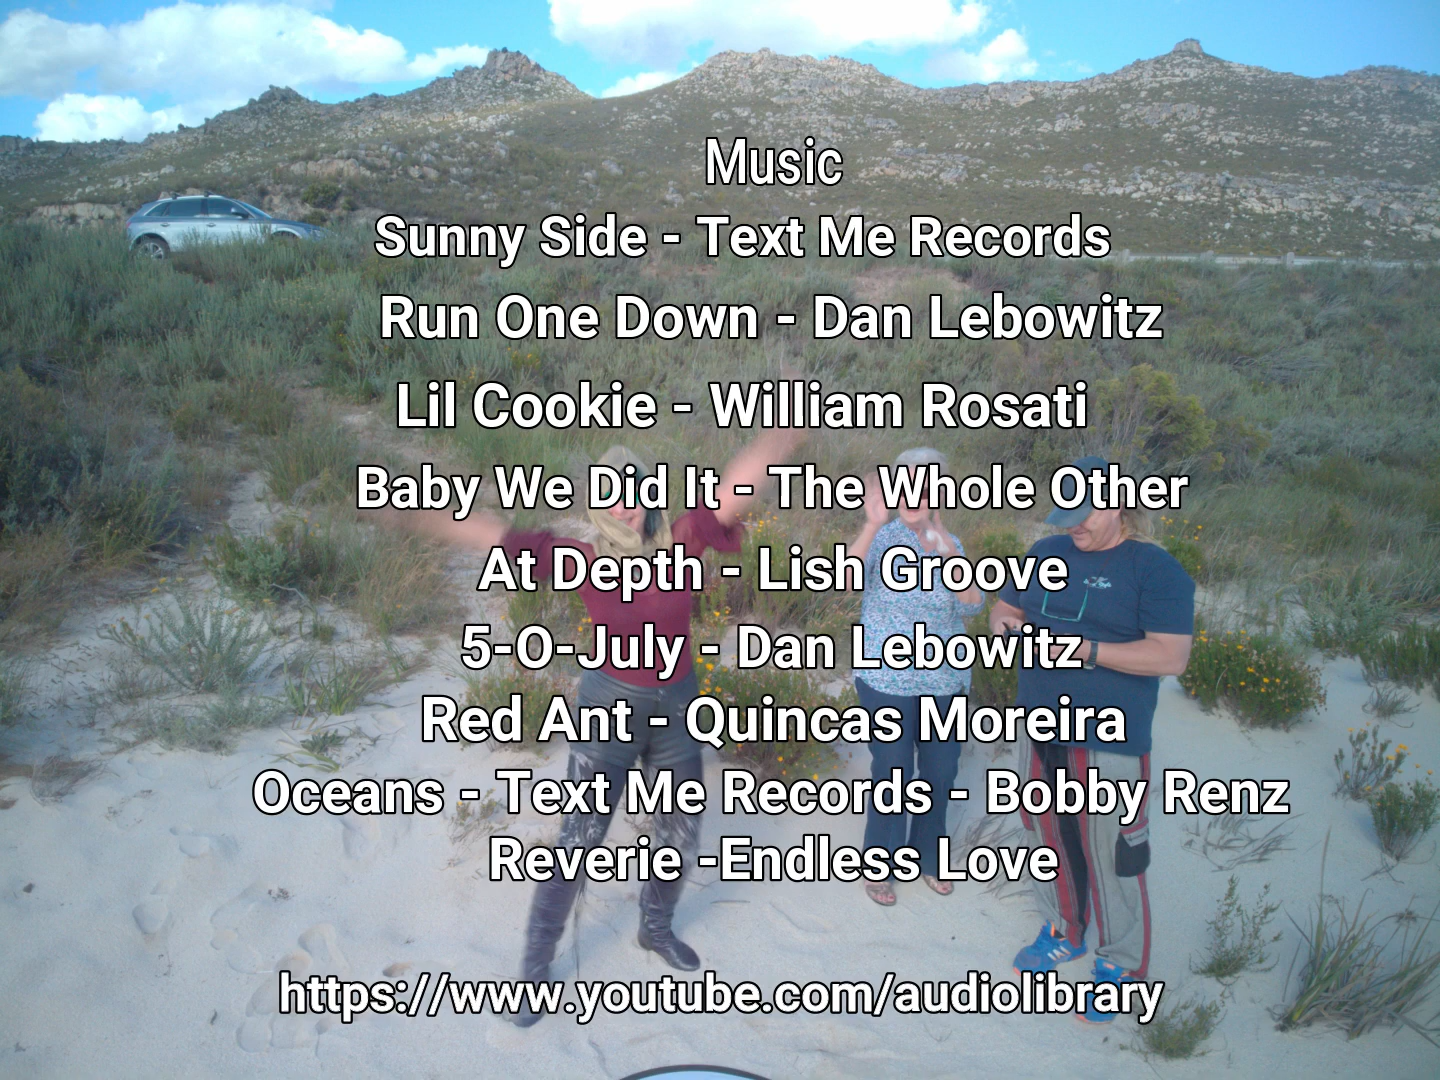 Music
Sunny Side - Text Me Records
Run One Down - Dan Lebowitz
Lil Cookie - William Rosati
Baby We Did It - The Whole Other
At Depth - Lish Groove
5-O-July - Dan Lebowitz
Red Ant - Quincas Moreira
Oceans - Text Me Records - Bobby Renz
Reverie -Endless Love
https://www.youtube.com/audiolibrary